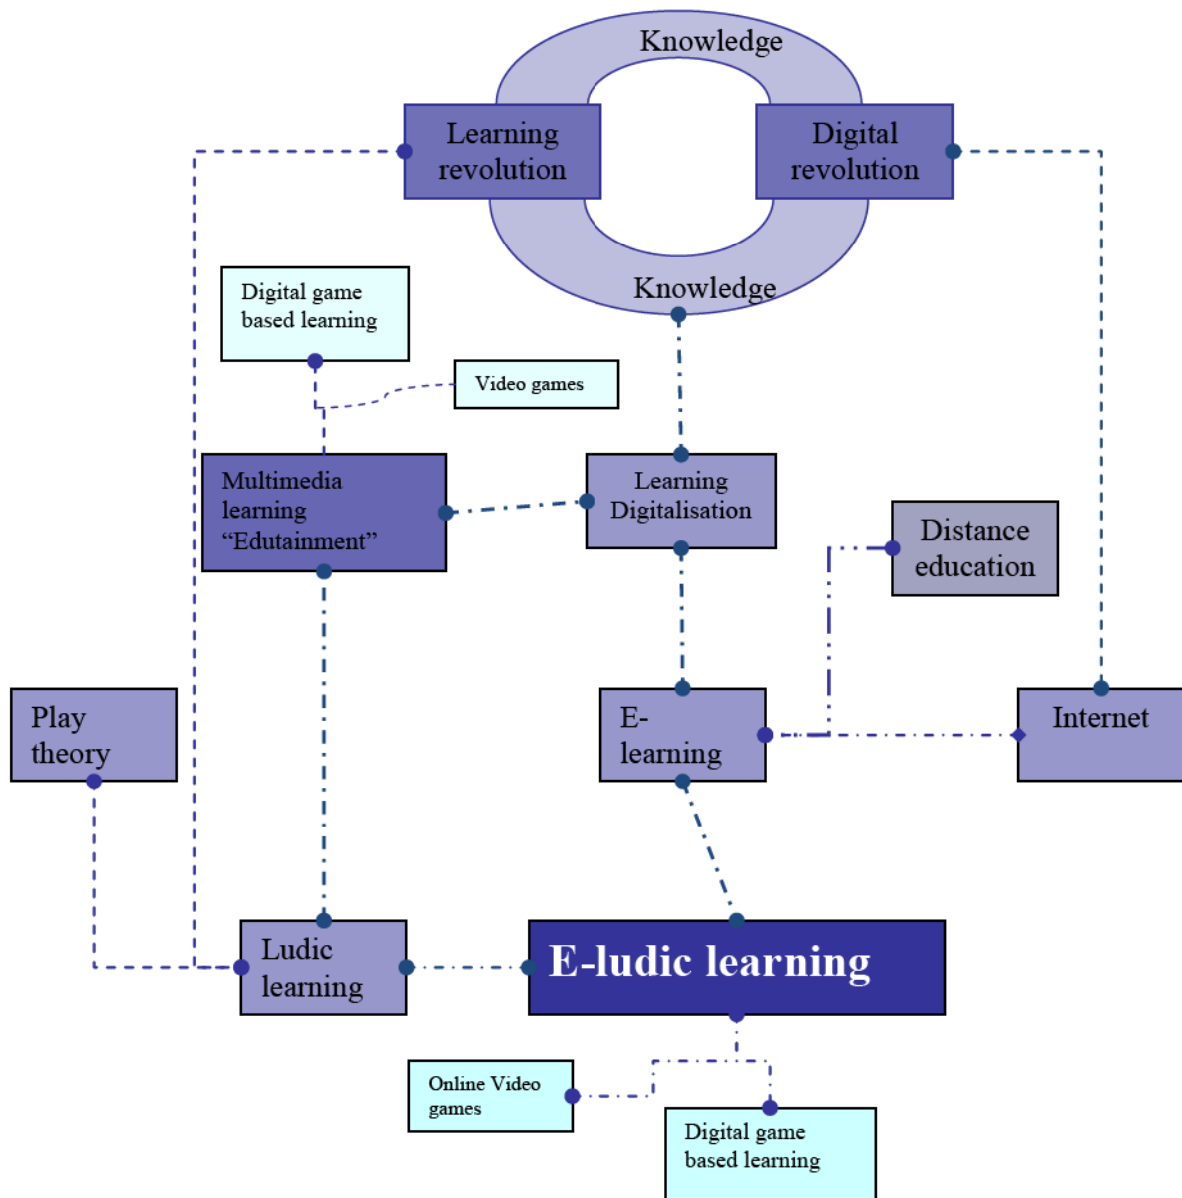 Knowledge
Learning
revolution
Digital
revolution
Knowledge
Digital game
based learning
Video games
Multimedia
learning
“Edutainment”
Learning
Digitalisation
Distance
education
Play
theory
E-
learning
Internet
Ludic
learning
E-ludic learning
Online Video
games
Digital game
based learning